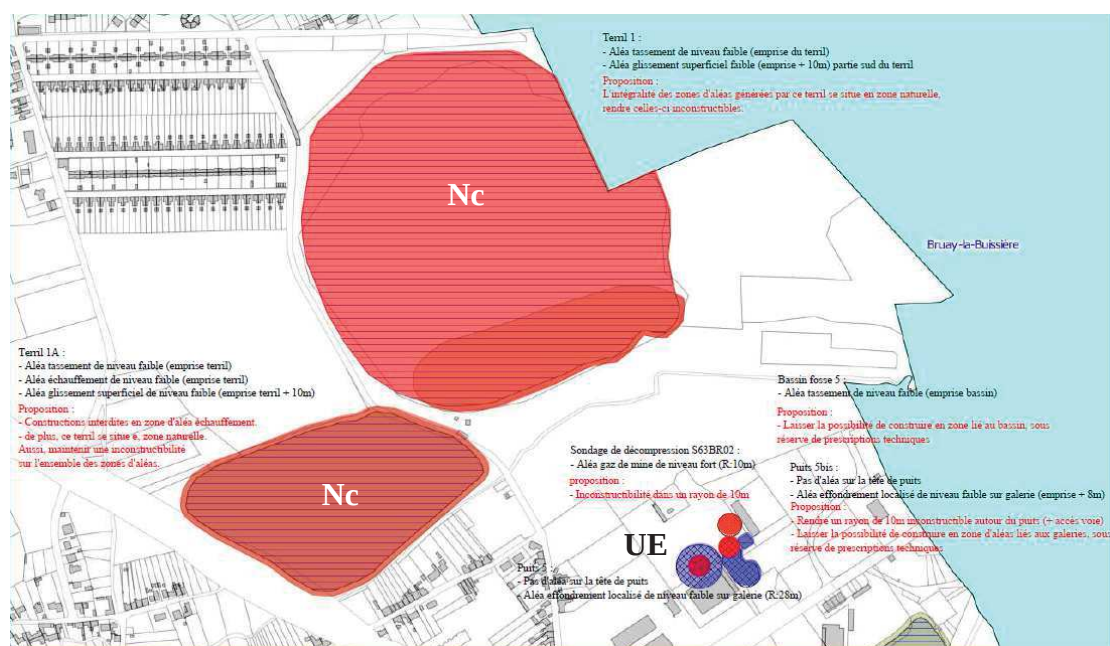 Terril 1 :
- Aléa tassement de niveau faible (emprise du terril)
- Aléa glissement superficiel faible (emprise + 10m) partie sud du terril
Proposition :
L'intégralité des zones d'aléas générées par ce terril se situe en zone naturelle,
rendre celles-ci inconstructibles.
Nc
Bruay-la-Buissière
Terril 1A :
- Aléa tassement de niveau faible (emprise terril)
- Aléa échauffement de niveau faible (emprise terril)
- Aléa glissement superficiel de niveau faible (emprise terril + 10m)
Proposition :
- Constructions interdites en zone d'aléa échauffement.
- de plus, ce terril se situe é, zone naturelle.
Aussi, maintenir une inconstructibilité
sur l'ensemble des zones d'aléas.
Nc
Bassin fosse 5 :
- Aléa tassement de niveau faible (emprise bassin)
Proposition :
- Laisser la possibilité de construire en zone lié au bassin, sous
réserve de prescriptions techniques
Sondage de décompression S63BR02 :
- Aléa gaz de mine de niveau fort (R:10m)
proposition :
- Inconstructibilité dans un rayon de 10m
Puits 5bis :
- Pas d'aléa sur la tête de puits
- Aléa effondrement localisé de niveau faible sur galerie (emprise + 8m)
Proposition :
- Rendre un rayon de 10m inconstructible autour du puits (+ accès voie)
- Laisser la possibilité de construire en zone d'aléas liés aux galeries, sous
réserve de prescriptions techniques
UE
Puits 5 :
- Pas d'aléa sur la tête de puits
- Aléa effondrement localisé de niveau faible sur galerie (R:28m)